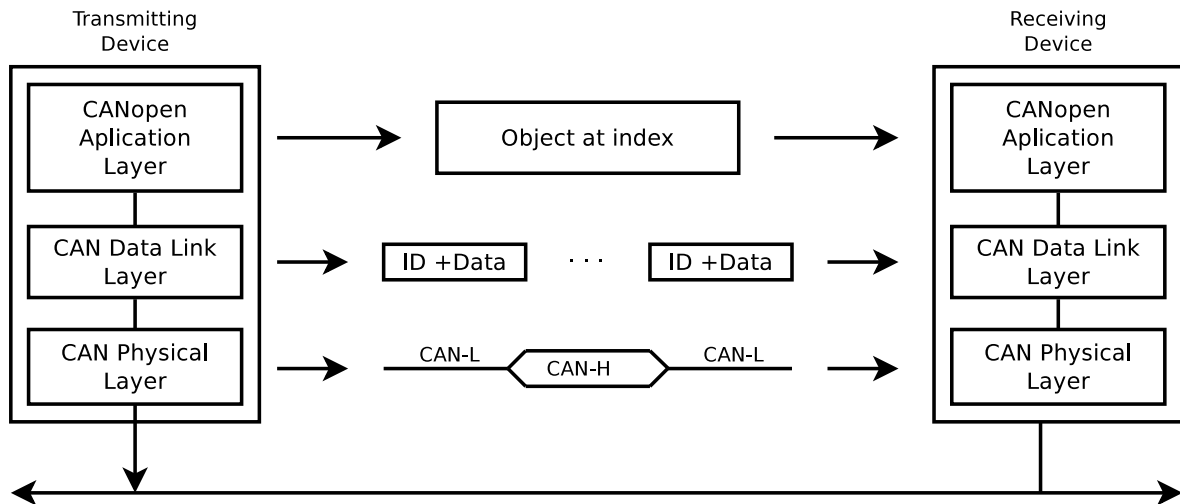 Transmitting
Device
Receiving
Device
CANopen
Aplication
Layer
Object at index
CANopen
Aplication
Layer
CAN Data Link
Layer
ID +Data
. . .
ID +Data
CAN Data Link
Layer
CAN Physical
Layer
CAN-L
CAN-H
CAN-L
CAN Physical
Layer